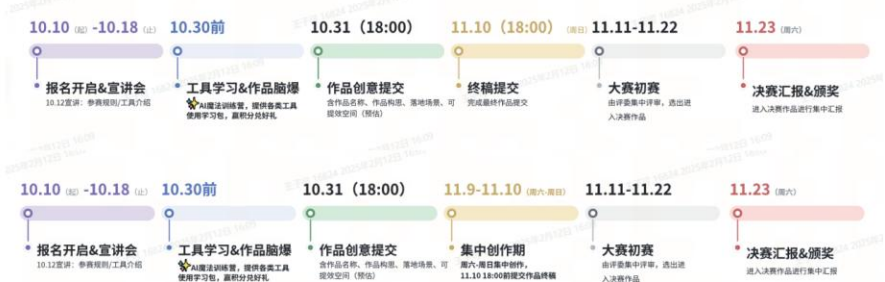 10.10（起）-10.18（止）
10.30前
10.31（18:00）
11.10（18:00）（周日）
11.11-11.22
11.23（周六）
报名开启&宣讲会
10.12宣讲：参赛规则/工具介绍
工具学习&作品脑爆
AI魔法训练营，提供各类工具
使用学习包，赢积分兑好礼
作品创意提交
含作品名称、作品构思、落地场景、可
提效空间（预估）
终稿提交
完成最终作品提交
大赛初赛
由评委集中评审，选出进
入决赛作品
决赛汇报&颁奖
进入决赛作品进行集中汇报
10.10（起）-10.18（止）
10.30前
10.31（18:00）
11.9-11.10（周六-周日）
11.11-11.22
11.23（周六）
报名开启&宣讲会
10.12宣讲：参赛规则/工具介绍
工具学习&作品脑爆
AI魔法训练营，提供各类工具
使用学习包，赢积分兑好礼
作品创意提交
含作品名称、作品构思、落地场景、可
提效空间（预估）
集中创作期
周六-周日集中创作，
11.10 18:00前提交作品终稿
大赛初赛
由评委集中评审，选出进
入决赛作品
决赛汇报&颁奖
进入决赛作品进行集中汇报